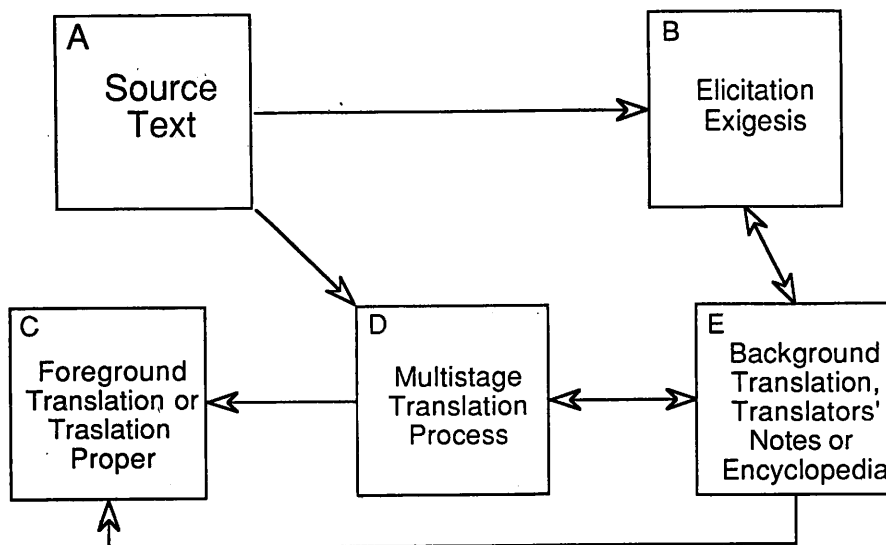 A
Source
Text
B
Elicitation
Exigesis
C
Foreground
Translation or
Traslation
Proper
D
Multistage
Translation
Process
E
Background
Translation,
Translators'
Notes or
Encyclopedia